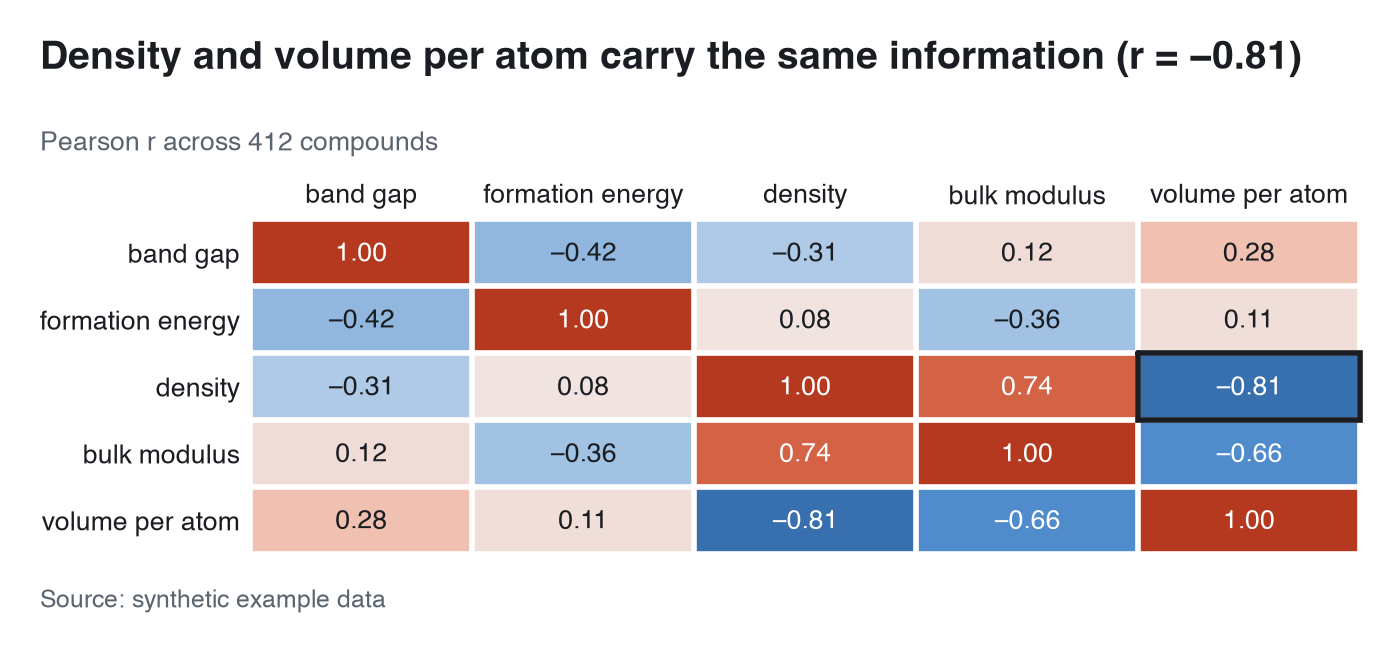 Density and volume per atom carry the same information (r = –0.81)
Pearson r across 412 compounds
band gap formation energy density bulk modulus volume per atom
band gap 1.00 –0.42 –0.31 0.12 0.28
formation energy –0.42 1.00 0.08 –0.36 0.11
density –0.31 0.08 1.00 0.74 –0.81
bulk modulus 0.12 –0.36 0.74 1.00 –0.66
volume per atom 0.28 0.11 –0.81 –0.66 1.00
Source: synthetic example data